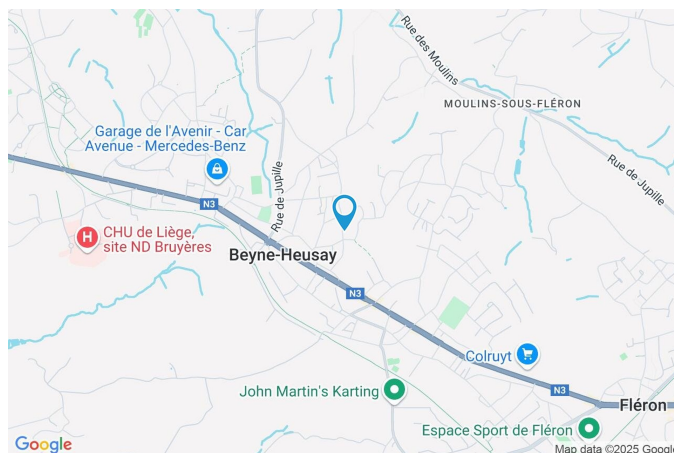 Rue des Moulins
MOULINS-SOUS-FLÉRON
Garage de l'Avenir - Car
Avenue - Mercedes-Benz
Rue de Jupille
Rue de Jupille
N3
H
CHU de Liège,
site ND Bruyères
Beyne-Heusay
N3
Colruyt
John Martin's Karting
N3
Fléron
Espace Sport de Fléron
Google
Map data ©2025 Google